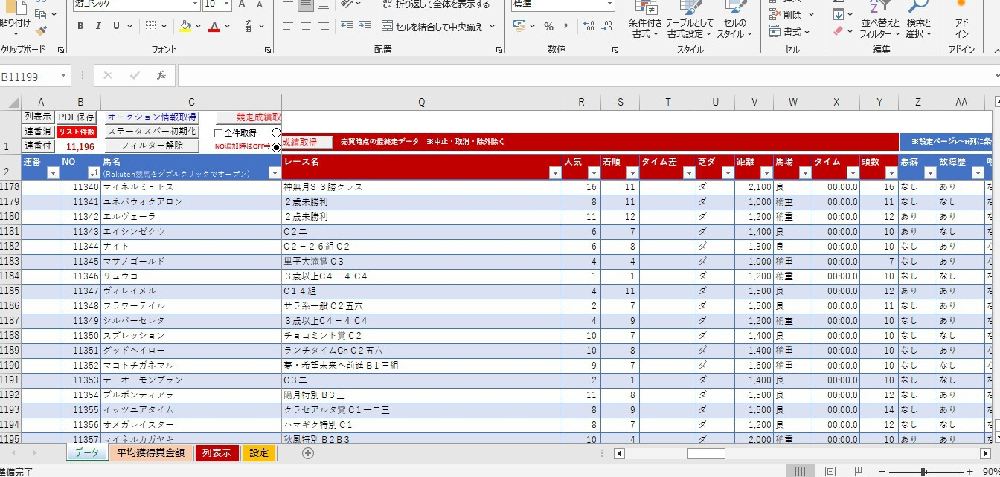 游ゴシック 10 A A 折り返して全体を表示する 標準 削除
貼り付け B I U セルを結合して中央揃え % 条件付き 書式 テーブルとして 書式設定 セルの スタイル 書式 並べ替えと フィルター 検索と 選択 アド イン
クリップボード フォント 配置 数値 スタイル セル 編集 アドイン
B11199 fx
A B C Q R S T U V W X Y Z AA
列表示 PDF保存 オークション情報取得 競走成績取
連番消 リスト件数 ステータスバー初期化 全件取得
1 連番付 11,196 フィルター解除 NO追加時はOFF⇒ 成績取得 売買時点の最終走データ ※中止・取消・除外除く ※設定ページF~H列に条
2 連番 NO 馬名 (Rakuten競馬をダブルクリックでオープン) レース名 人気 着順 タイム差 芝ダ 距離 馬場 タイム 頭数 悪癖 故障歴
1178 11340 マイネルミュトス 神無月S ３勝クラス 16 11 ダ 2,100 良 00:00.0 16 なし あり
1179 11341 ユネバウォクアロン ２歳未勝利 8 11 ダ 1,000 稍重 00:00.0 11 なし なし
1180 11342 エルヴェーラ ２歳未勝利 11 12 ダ 1,200 稍重 00:00.0 12 あり あり
1181 11343 エイシンゼクウ C２二 6 7 ダ 1,400 良 00:00.0 10 あり なし
1182 11344 ナイト C２－２６組 C２ 6 8 ダ 1,300 良 00:00.0 10 なし なし
1183 11345 マサノゴールド 里平大滝賞 C３ 4 4 ダ 1,000 稍重 00:00.0 7 なし あり
1184 11346 リュウコ ３歳以上C４－４ C４ 1 1 ダ 1,200 稍重 00:00.0 10 なし なし
1185 11347 ヴィレイメル C１４組 4 11 ダ 1,500 良 00:00.0 12 あり あり
1186 11348 フラワーテイル サラ系一般 C２五六 2 7 ダ 1,500 良 00:00.0 11 なし あり
1187 11349 シルバーセレタ ３歳以上C４－４ C４ 4 9 ダ 1,200 稍重 00:00.0 10 なし あり
1188 11350 スプレッション チョコミント賞 C２ 10 7 ダ 1,400 良 00:00.0 10 なし なし
1189 11351 グッドヘイロー ランチタイムCh C２五六 10 8 ダ 1,400 稍重 00:00.0 10 なし あり
1190 11352 マコトチガネマル 夢・希望未来へ前進 B１三組 9 7 ダ 1,600 稍重 00:00.0 10 なし なし
1191 11353 テーオーモンブラン C３二 2 1 ダ 1,400 良 00:00.0 10 なし なし
1192 11354 ブルボンティアラ 陽月特別 B３三 11 8 ダ 1,500 良 00:00.0 12 なし あり
1193 11355 イッツユアタイム クラセアルタ賞 C１一二三 8 9 ダ 1,500 良 00:00.0 14 なし あり
1194 11356 オメガレイスター ハマギク特別 C１ 8 7 ダ 1,200 良 00:00.0 12 なし なし
1195 11357 マイネルカガヤキ 秋風特別 B２B３ 10 4 ダ 2,000 稍重 00:00.0 10 なし あり
データ 平均獲得賞金額 列表示 設定
準備完了 90%